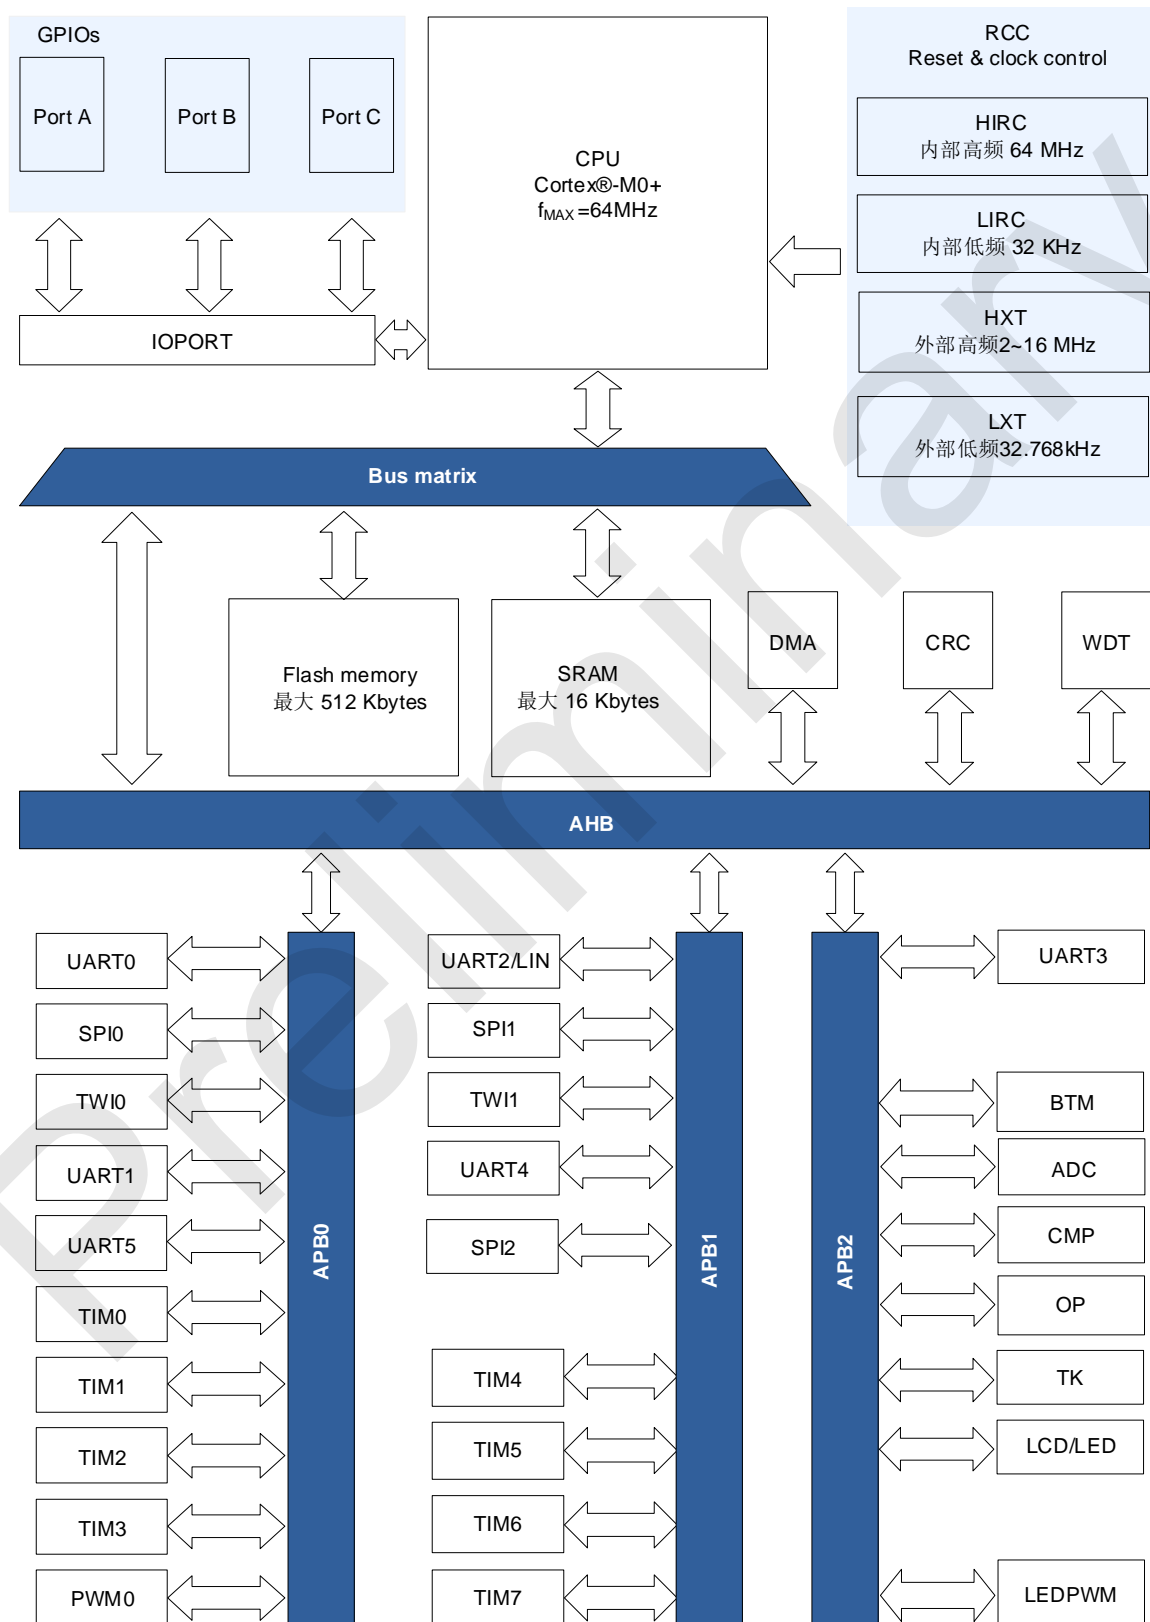 GPIOs
Port A
Port B
Port C
IOPORT
CPU
Cortex®-M0+
fMAX=64MHz
RCC
Reset & clock control
HIRC
内部高频 64 MHz
LIRC
内部低频 32 KHz
HXT
外部高频2~16 MHz
LXT
外部低频32.768kHz
Bus matrix
Flash memory
最大 512 Kbytes
SRAM
最大 16 Kbytes
DMA
CRC
WDT
AHB
APB0
UART0
SPI0
TWI0
UART1
UART5
TIM0
TIM1
TIM2
TIM3
PWM0
APB1
UART2/LIN
SPI1
TWI1
UART4
SPI2
TIM4
TIM5
TIM6
TIM7
APB2
UART3
BTM
ADC
CMP
OP
TK
LCD/LED
LEDPWM
Preliminary